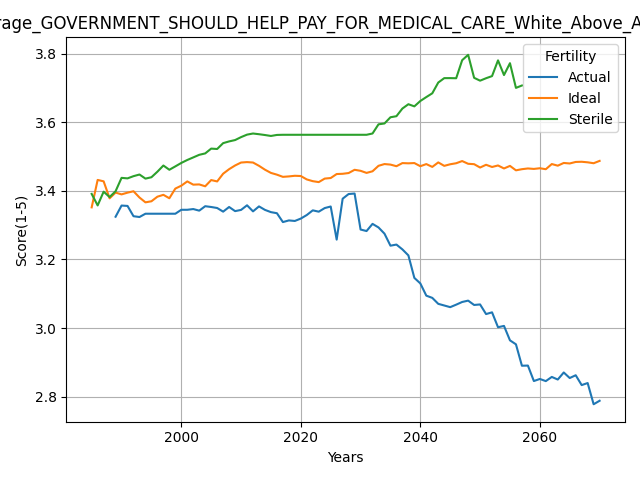 rage_GOVERNMENT_SHOULD_HELP_PAY_FOR_MEDICAL_CARE_White_Above_A
Fertility
Actual
Ideal
Sterile
Score(1-5)
3.8
3.6
3.4
3.2
3.0
2.8
2000
2020
2040
2060
Years